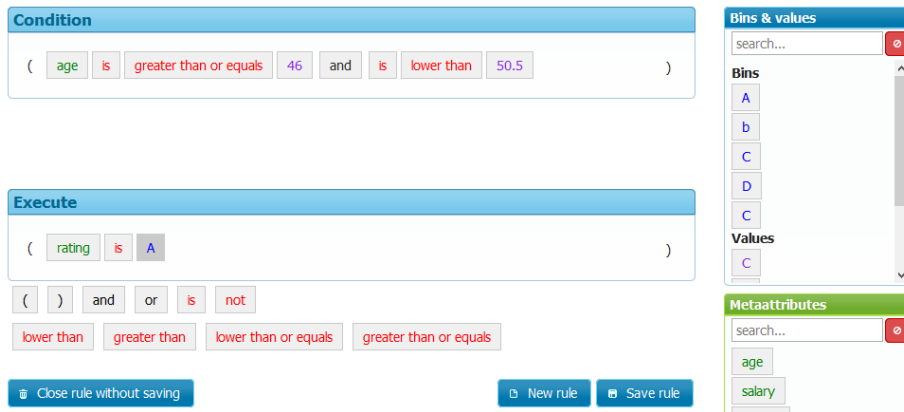 Condition
( age is greater than or equals 46 and is lower than 50.5 )
Execute
( rating is A )
( ) and or is not
lower than greater than lower than or equals greater than or equals
Close rule without saving New rule Save rule
Bins & values
search...
Bins
A
b
C
D
C
Values
C
Metaattributes
search...
age
salary